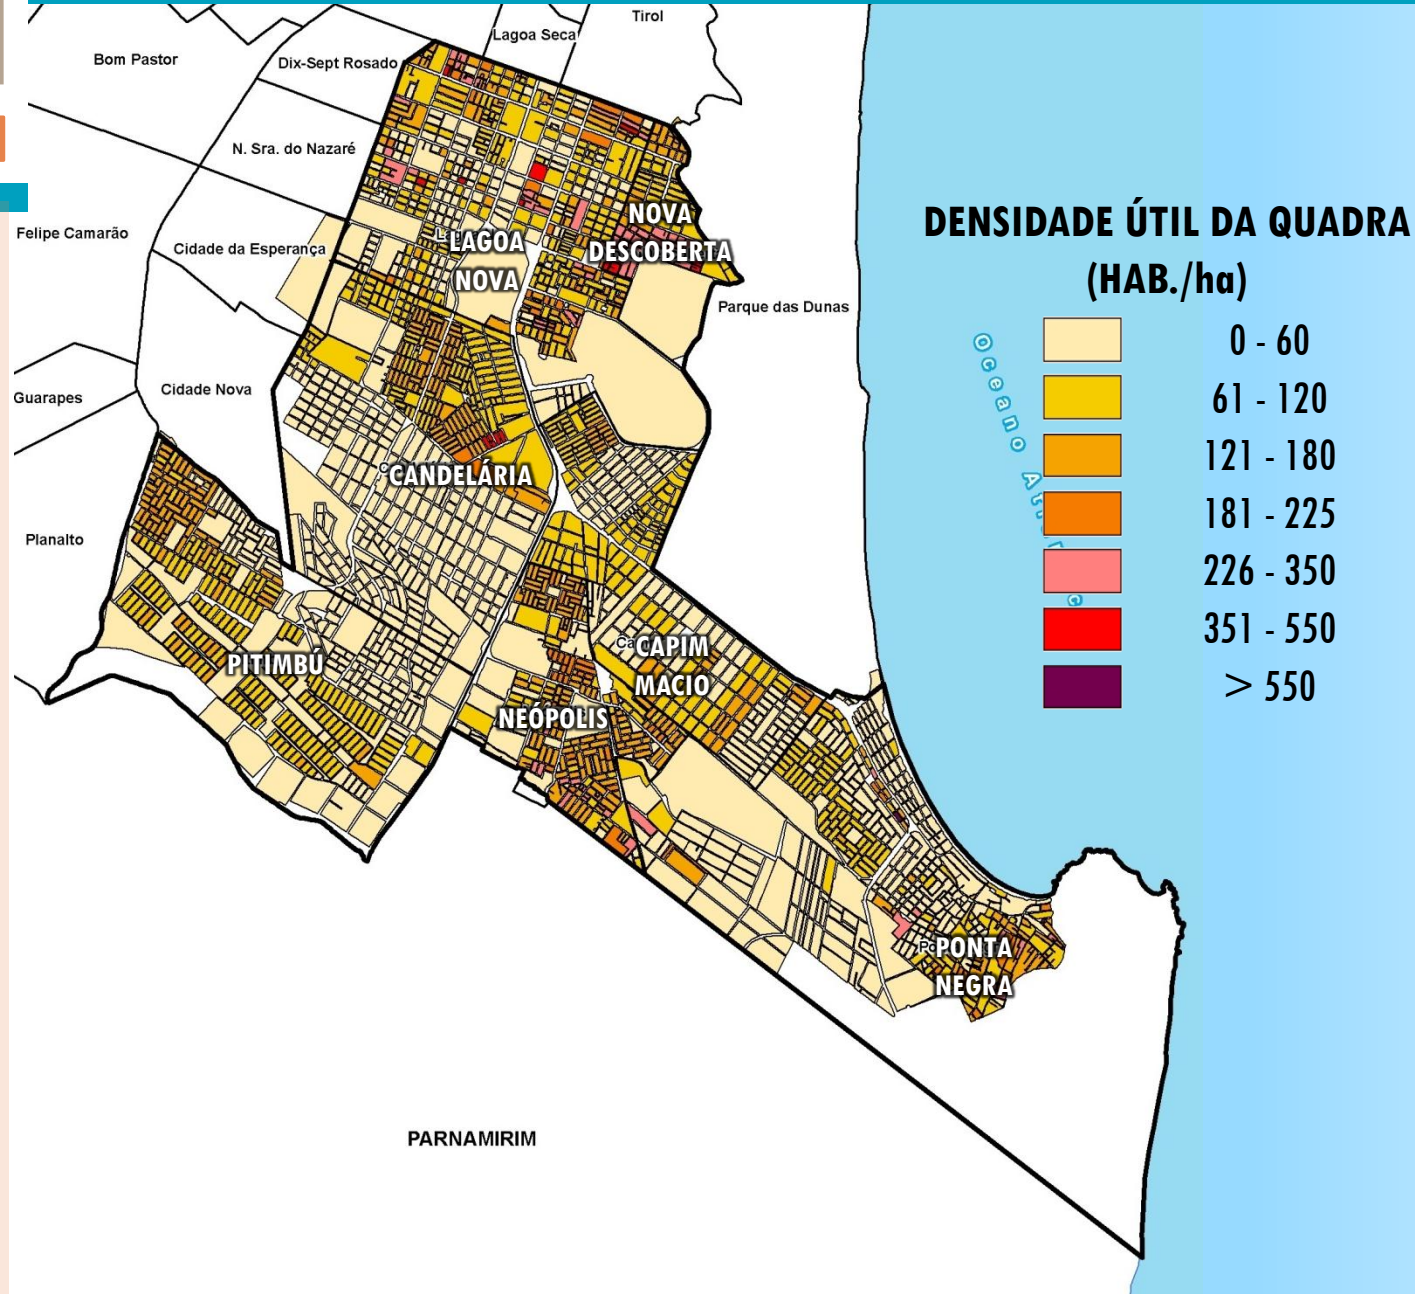 Tirol
Lagoa Seca
Bom Pastor
Dix-Sept Rosado
N. Sra. do Nazaré
Felipe Camarão
Cidade da Esperança
NOVA
DESCOBERTA
LAGOA
NOVA
Parque das Dunas
Guarapes
Cidade Nova
CANDELÁRIA
Planalto
PITIMBÚ
CAPIM
MACIO
NEÓPOLIS
PONTA
NEGRA
PARNAMIRIM
DENSIDADE ÚTIL DA QUADRA
(HAB./ha)
0 - 60
61 - 120
121 - 180
181 - 225
226 - 350
351 - 550
> 550
Oceano